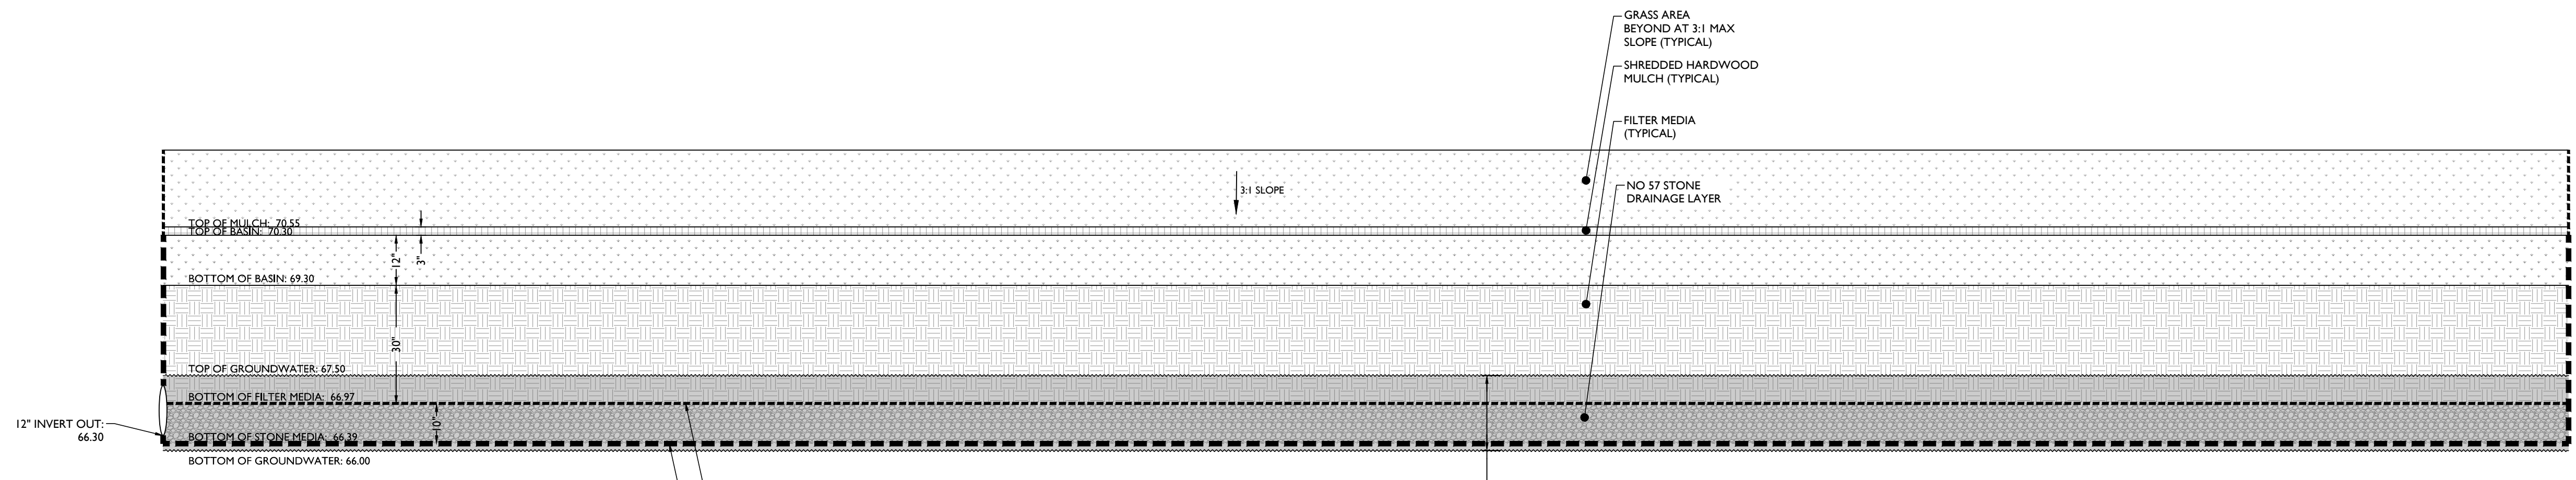 GRASS AREA
BEYOND AT 3:1 MAX
SLOPE (TYPICAL)
SHREDDED HARDWOOD
MULCH (TYPICAL)
FILTER MEDIA
(TYPICAL)
NO 57 STONE
DRAINAGE LAYER
3:1 SLOPE
TOP OF MULCH: 70.55
TOP OF BASIN: 70.30
12"
3"
BOTTOM OF BASIN: 69.30
30"
TOP OF GROUNDWATER: 67.50
BOTTOM OF FILTER MEDIA: 66.97
10"
12" INVERT OUT:
66.30
BOTTOM OF STONE MEDIA: 66.39
BOTTOM OF GROUNDWATER: 66.00